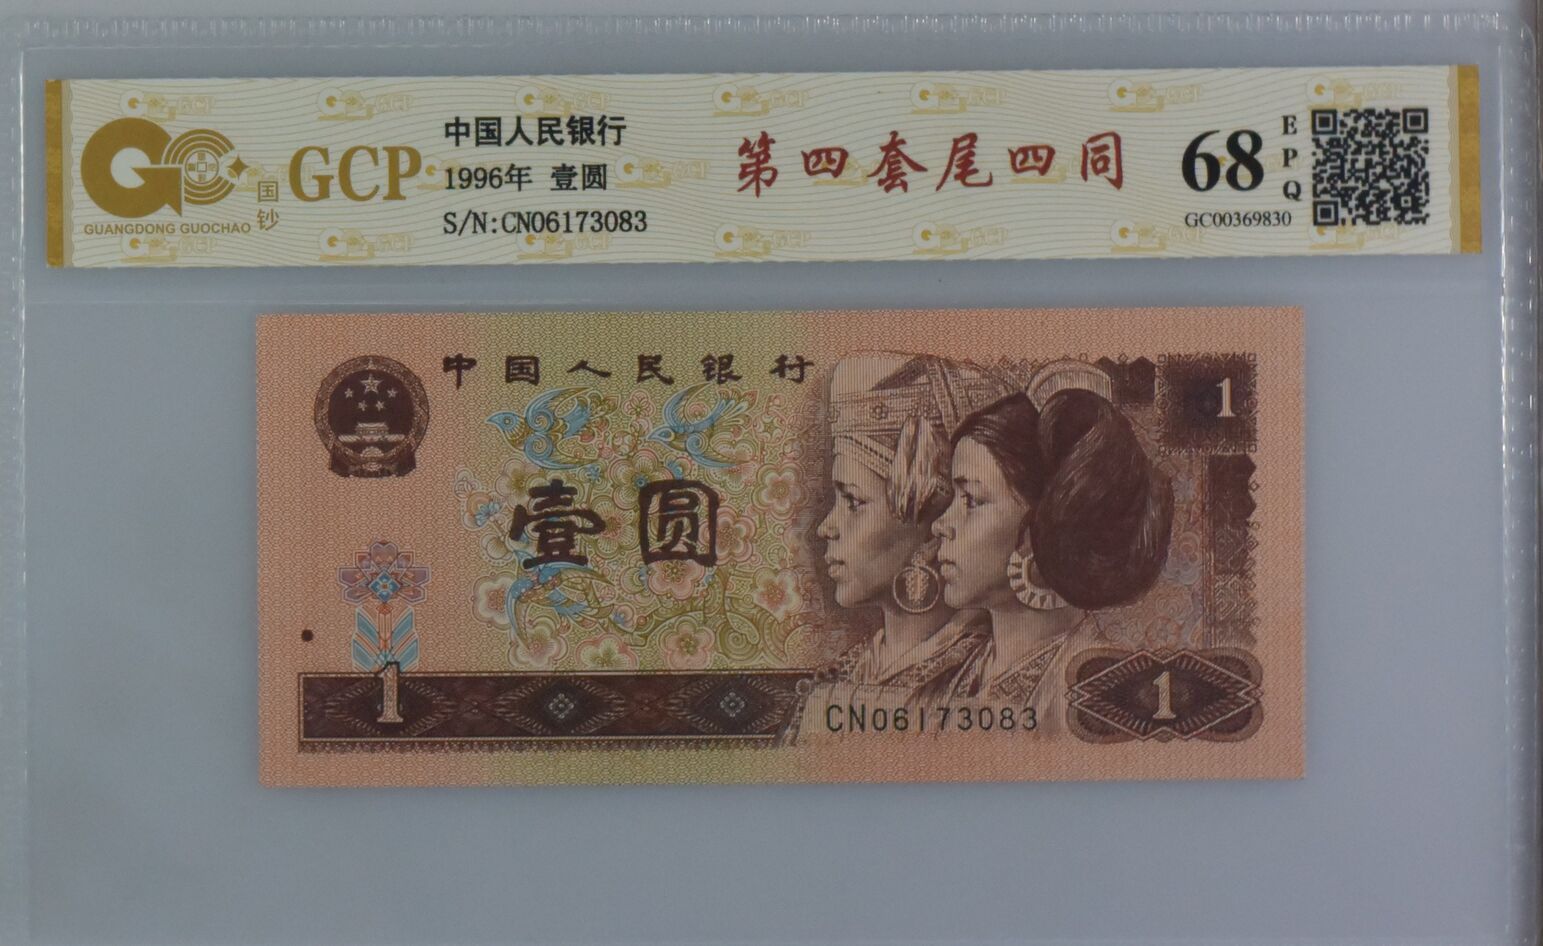 GCP
GUANGDONG GUOCHAO
国钞
中国人民银行
1996年 壹圆
S/N:CN06173083
第四套尾四同
68
EPQ
GC00369830
中国人民银行
1
壹圆
1
CN06173083
1